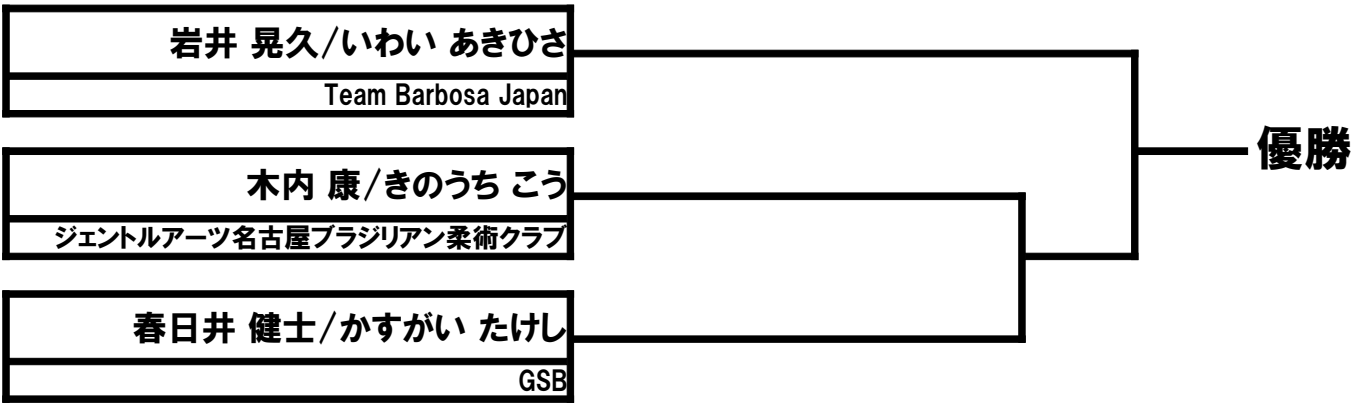 岩井 晃久/いわい あきひさ
Team Barbosa Japan
優勝
木内 康/きのうち こう
ジェントルアーツ名古屋ブラジリアン柔術クラブ
春日井 健士/かすがい たけし
GSB